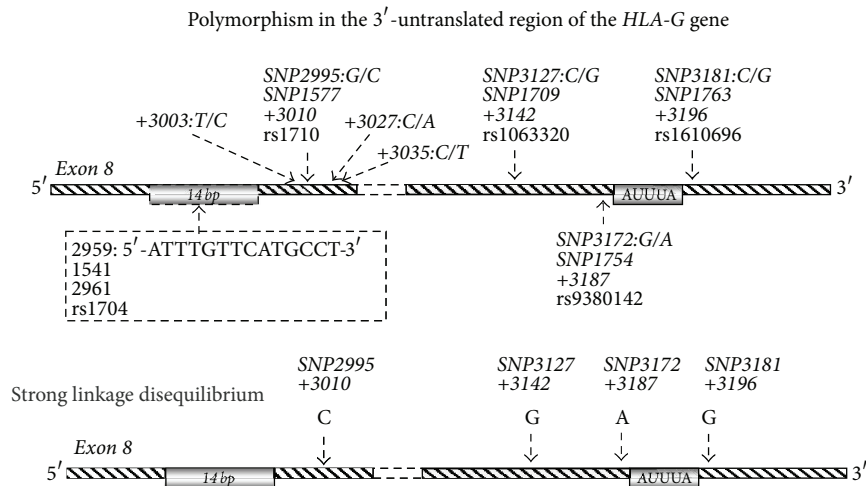 Polymorphism in the 3′-untranslated region of the HLA-G gene
SNP2995:G/C
SNP1577
+3010
rs1710
SNP3127:C/G
SNP1709
+3142
rs1063320
SNP3181:C/G
SNP1763
+3196
rs1610696
+3003:T/C
+3027:C/A
+3035:C/T
Exon 8
5′
14 bp
AUUUA
3′
2959: 5′-ATTTGTTCATGCCT-3′
1541
2961
rs1704
SNP3172:G/A
SNP1754
+3187
rs9380142
SNP2995
+3010
SNP3127
+3142
SNP3172
+3187
SNP3181
+3196
Strong linkage disequilibrium
C
G
A
G
Exon 8
5′
14 bp
AUUUA
3′